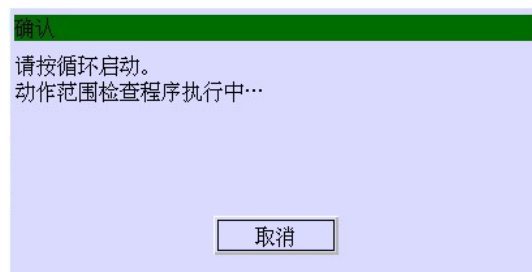 确认
请按循环启动。
动作范围检查程序执行中…
取消